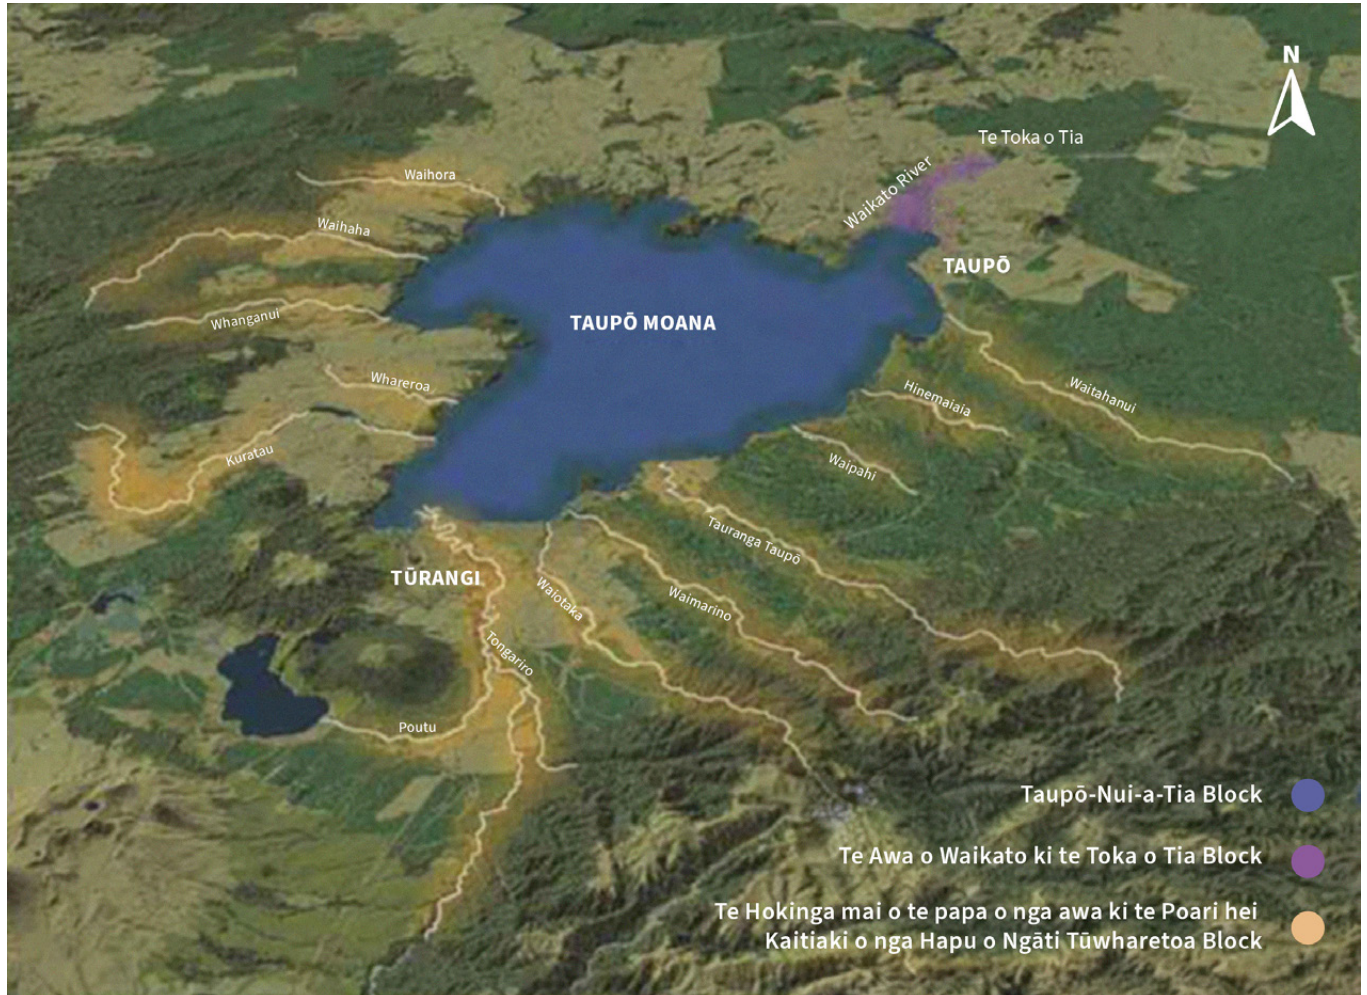 N
Te Toka o Tia
Waikato River
Waihora
Waihaha
TAUPŌ
Whanganui
TAUPŌ MOANA
Whareroa
Hinemaiaia
Waitahanui
Kuratau
Waipahi
Tauranga Taupō
TŪRANGI
Waiotaka
Waimarino
Tongariro
Poutu
Taupō-Nui-a-Tia Block
Te Awa o Waikato ki te Toka o Tia Block
Te Hokinga mai o te papa o nga awa ki te Poari hei
Kaitiaki o nga Hapu o Ngāti Tūwharetoa Block